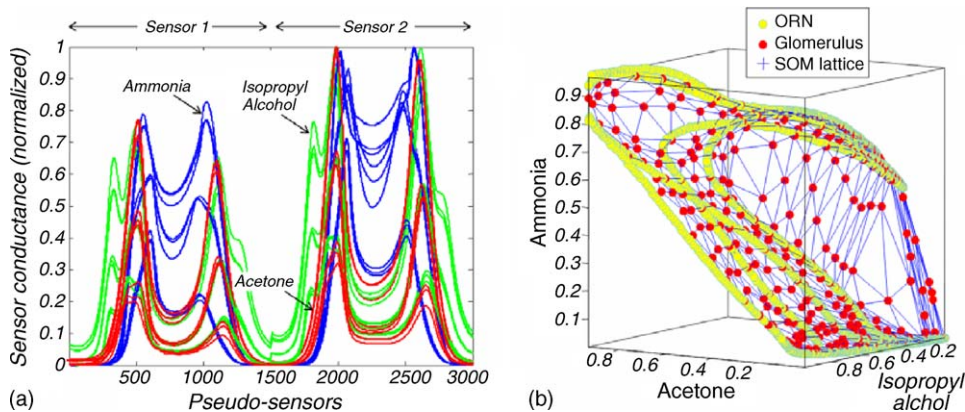 Sensor 1
Sensor 2
Sensor conductance (normalized)
1
0.9
0.8
0.7
0.6
0.5
0.4
0.3
0.2
0.1
0
Ammonia
Isopropyl
Alcohol
Acetone
500
1000
1500
2000
2500
3000
Pseudo-sensors
(a)
ORN
Glomerulus
SOM lattice
Ammonia
0.9
0.8
0.7
0.6
0.5
0.4
0.3
0.2
0.1
0.8
0.6
0.4
0.2
Acetone
0.8
0.6
0.4
0.2
Isopropyl
alchol
(b)